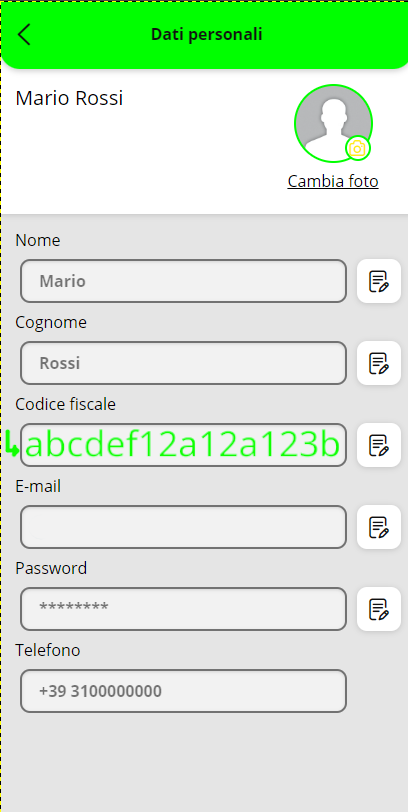 Dati personali
Mario Rossi
Cambia foto
Nome
Mario
Cognome
Rossi
Codice fiscale
abcdef12a12a123b
E-mail
Password
********
Telefono
+39 3100000000